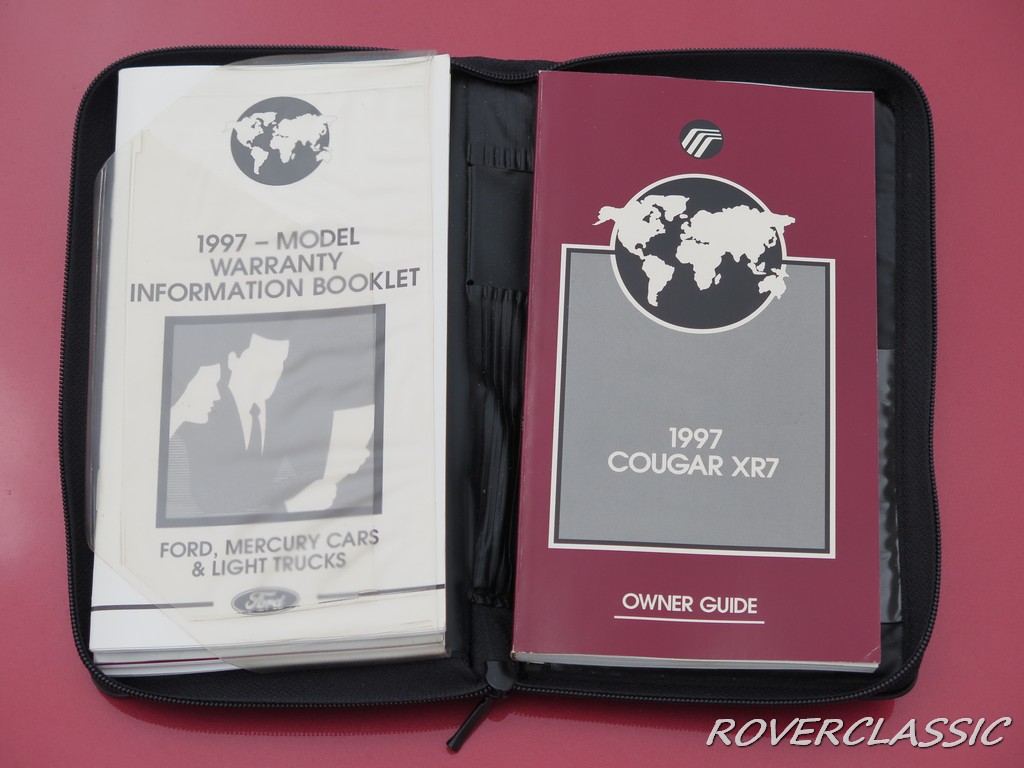 1997 – MODEL
WARRANTY
INFORMATION BOOKLET
FORD, MERCURY CARS
& LIGHT TRUCKS
Ford
1997
COUGAR XR7
OWNER GUIDE
ROVERCLASSIC